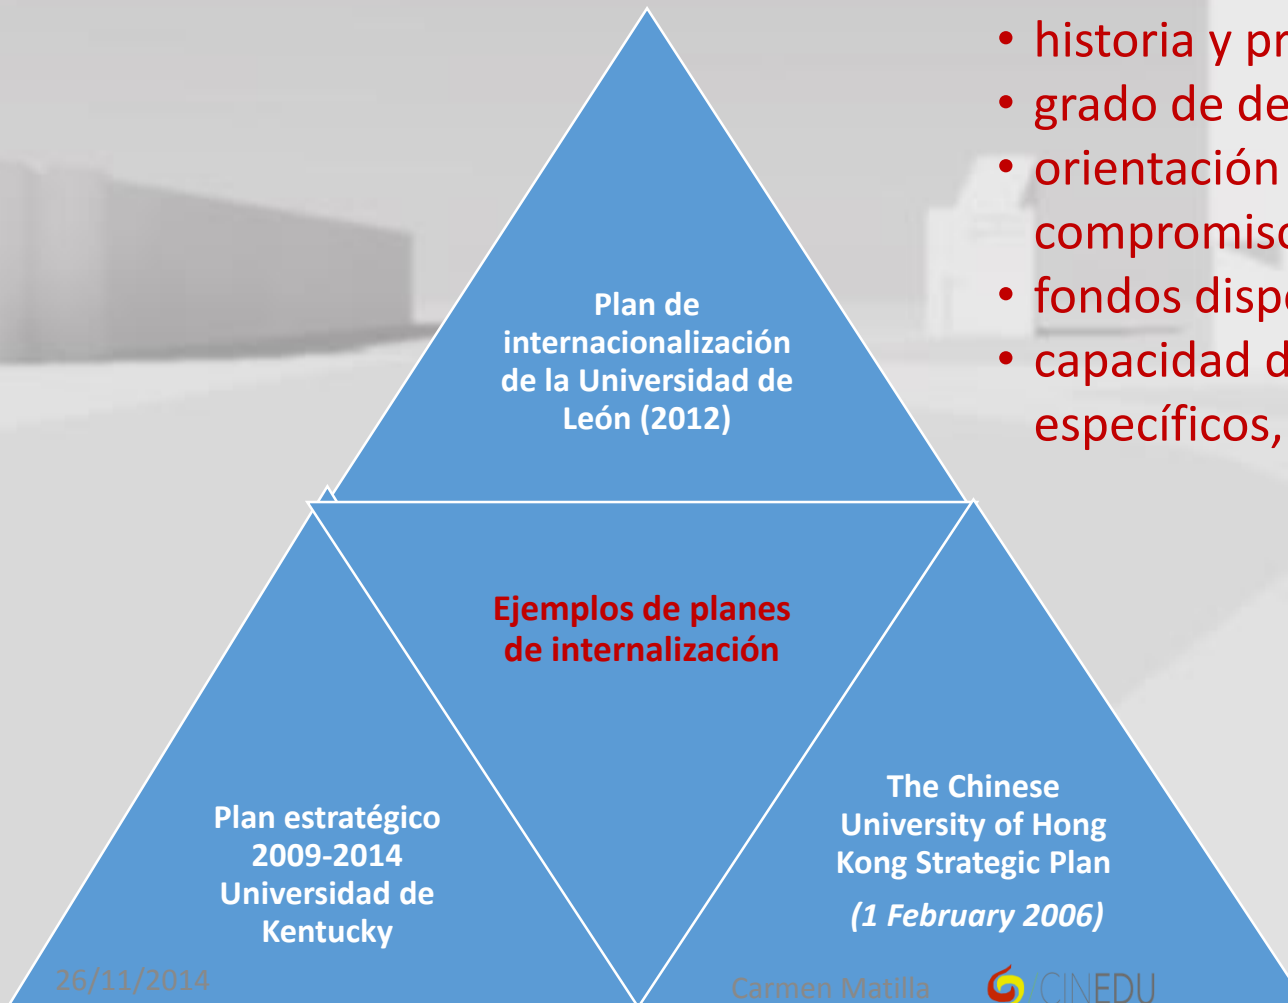 • historia y pr
• grado de de
• orientación
compromiso
• fondos disp
• capacidad d
específicos,
Plan de
internacionalización
de la Universidad de
León (2012)
Ejemplos de planes
de internalización
Plan estratégico
2009-2014
Universidad de
Kentucky
The Chinese
University of Hong
Kong Strategic Plan
(1 February 2006)
26/11/2014
Carmen Matilla
CINEDU